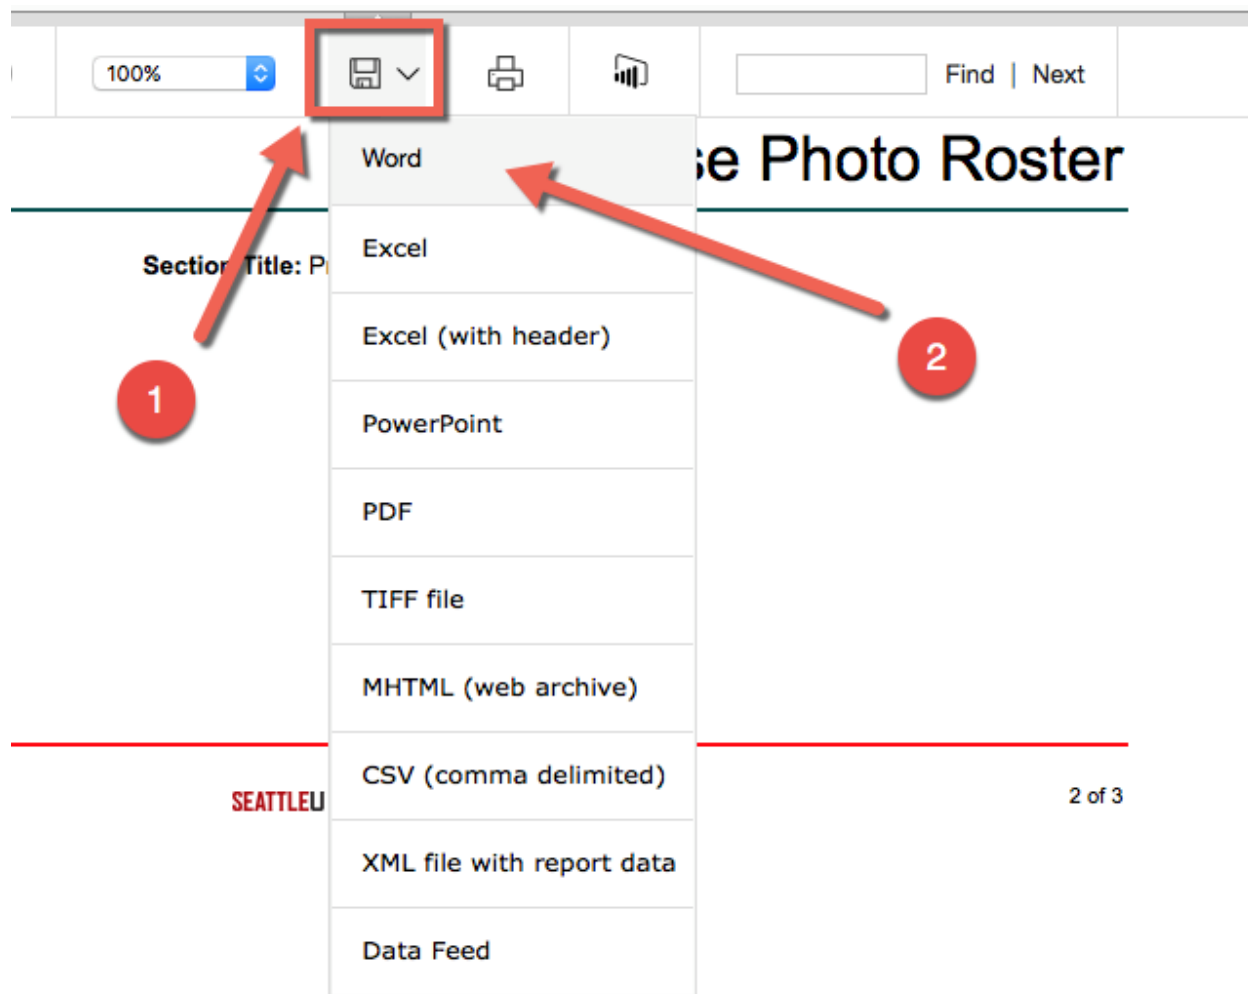 100%
Find | Next
Word
se Photo Roster
Excel
Section Title:
Excel (with header)
2
1
PowerPoint
PDF
TIFF file
MHTML (web archive)
CSV (comma delimited)
SEATTLEU
2 of 3
XML file with report data
Data Feed